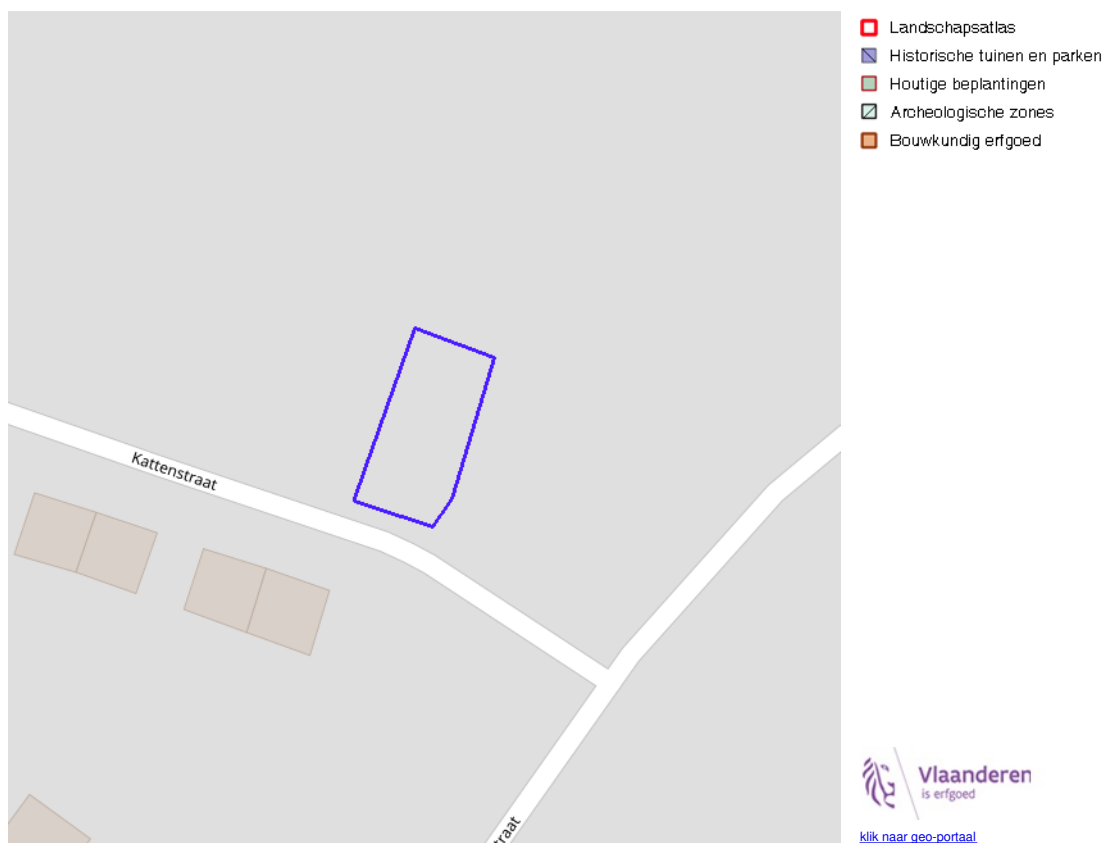 Landschapsatlas
Historische tuinen en parken
Houtige beplantingen
Archeologische zones
Bouwkundig erfgoed
Kattenstraat
traat
Vlaanderen
is erfgoed
klik naar geo-portaal